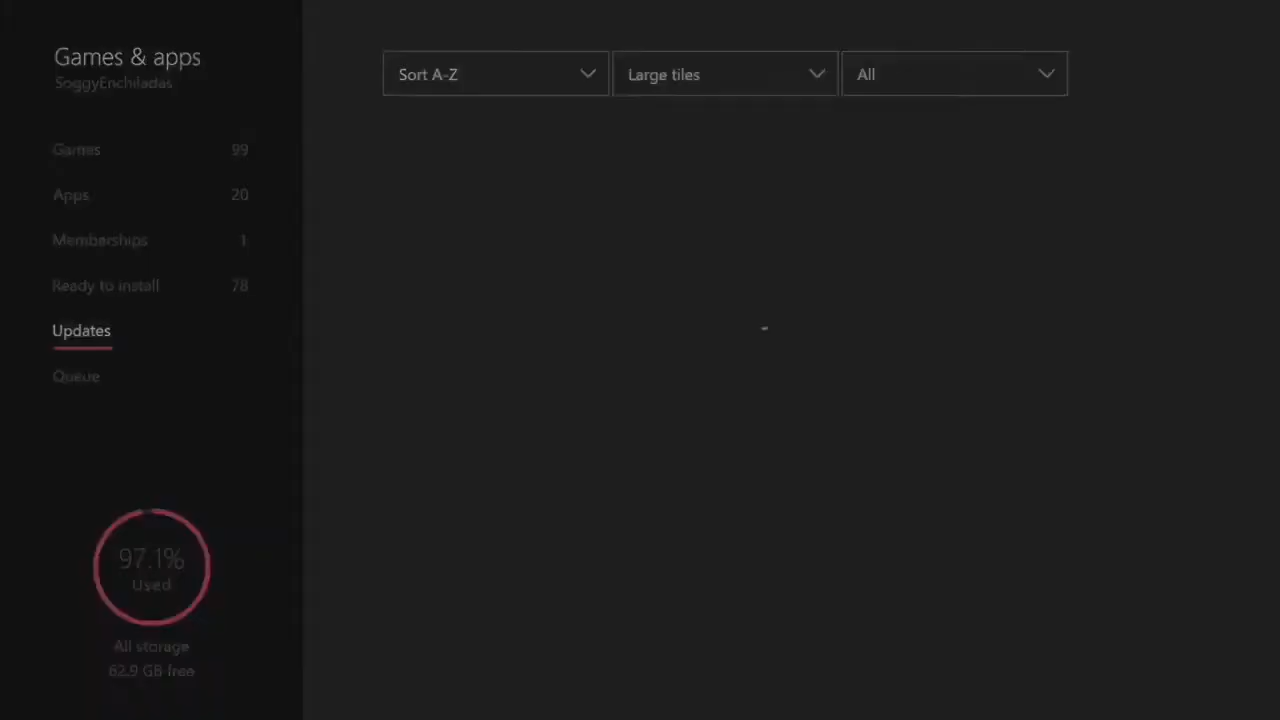 Games & apps
SoggyEnchiladas
Games 99
Apps 20
Memberships 1
Ready to install 78
Updates
Queue
97.1%
Used
All storage
62.9 GB free
Sort A-Z
Large tiles
All